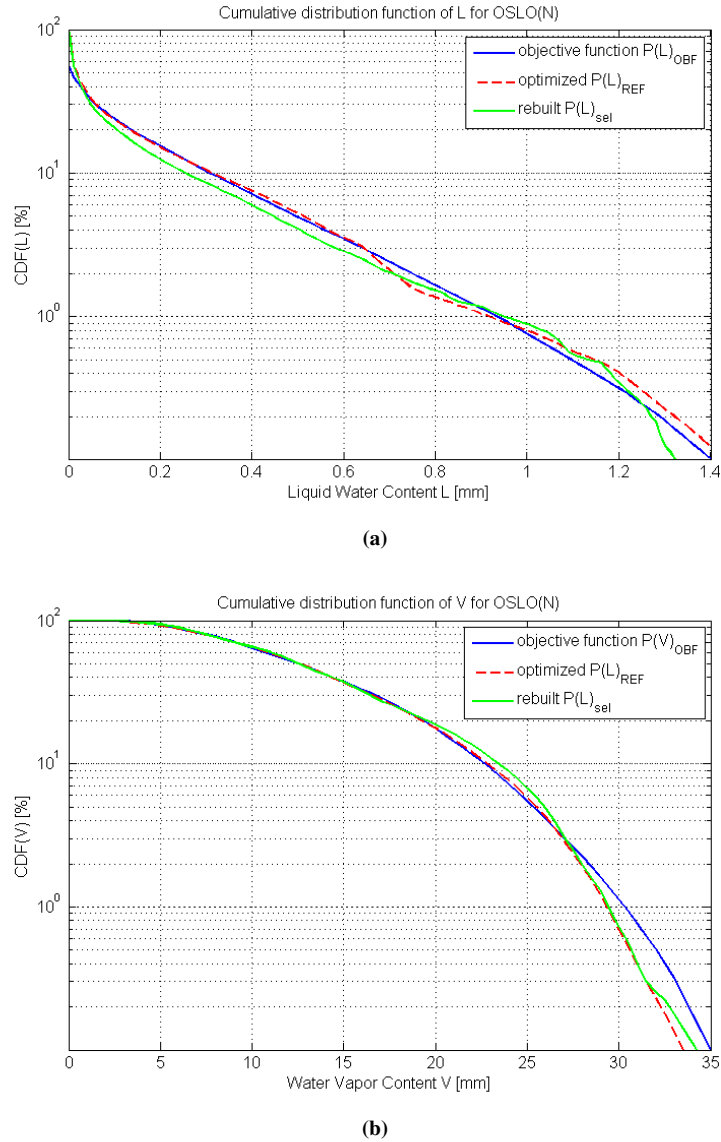 Cumulative distribution function of L for OSLO(N)
objective function P(L)OBF
optimized P(L)REF
rebuilt P(L)sel
CDF(L) [%]
10^2
10^1
10^0
0 0.2 0.4 0.6 0.8 1 1.2 1.4
Liquid Water Content L [mm]
(a)
Cumulative distribution function of V for OSLO(N)
objective function P(V)OBF
optimized P(L)REF
rebuilt P(L)sel
CDF(V) [%]
10^2
10^1
10^0
0 5 10 15 20 25 30 35
Water Vapor Content V [mm]
(b)